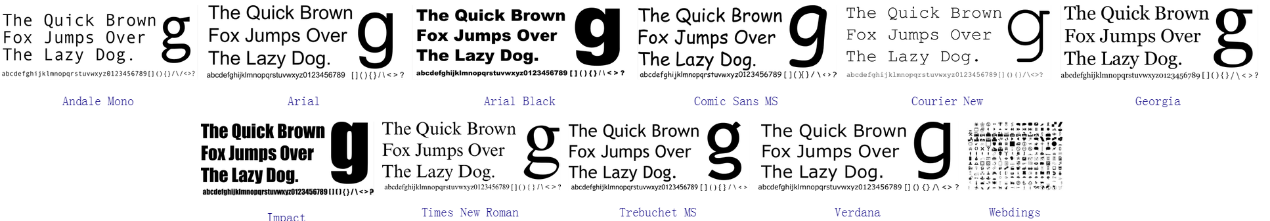 The Quick Brown
Fox Jumps Over
The Lazy Dog.
g
abcdefghijklmnopqrstuvwxyz0123456789[](){}/\<>?
Andale Mono
The Quick Brown
Fox Jumps Over
The Lazy Dog.
g
abcdefghijklmnopqrstuvwxyz0123456789 [] () {} / \ < > ?
Arial
The Quick Brown
Fox Jumps Over
The Lazy Dog.
g
abcdefghijklmnopqrstuvwxyz0123456789 [] () {} / \ < > ?
Arial Black
The Quick Brown
Fox Jumps Over
The Lazy Dog.
g
abcdefghijklmnopqrstuvwxyz 0123456789 [] () {} / \ < > ?
Comic Sans MS
The Quick Brown
Fox Jumps Over
The Lazy Dog.
g
abcdefghijklmnopqrstuvwxyz0123456789[](){}/\<>?
Courier New
The Quick Brown
Fox Jumps Over
The Lazy Dog.
g
abcdefghijklmnopqrstuvwxyz0123456789 [] () {} / \ < > ?
Georgia
The Quick Brown
Fox Jumps Over
The Lazy Dog.
g
abcdefghijklmnopqrstuvwxyz0123456789 [] () {} / \ < > ?
Impact
The Quick Brown
Fox Jumps Over
The Lazy Dog.
g
abcdefghijklmnopqrstuvwxyz0123456789 [] () {} / \ < > ?
Times New Roman
The Quick Brown
Fox Jumps Over
The Lazy Dog.
g
abcdefghijklmnopqrstuvwxyz0123456789 [] () {} / \ < > ?
Trebuchet MS
The Quick Brown
Fox Jumps Over
The Lazy Dog.
g
abcdefghijklmnopqrstuvwxyz0123456789 [] () {} /\ < > ?
Verdana
Webdings